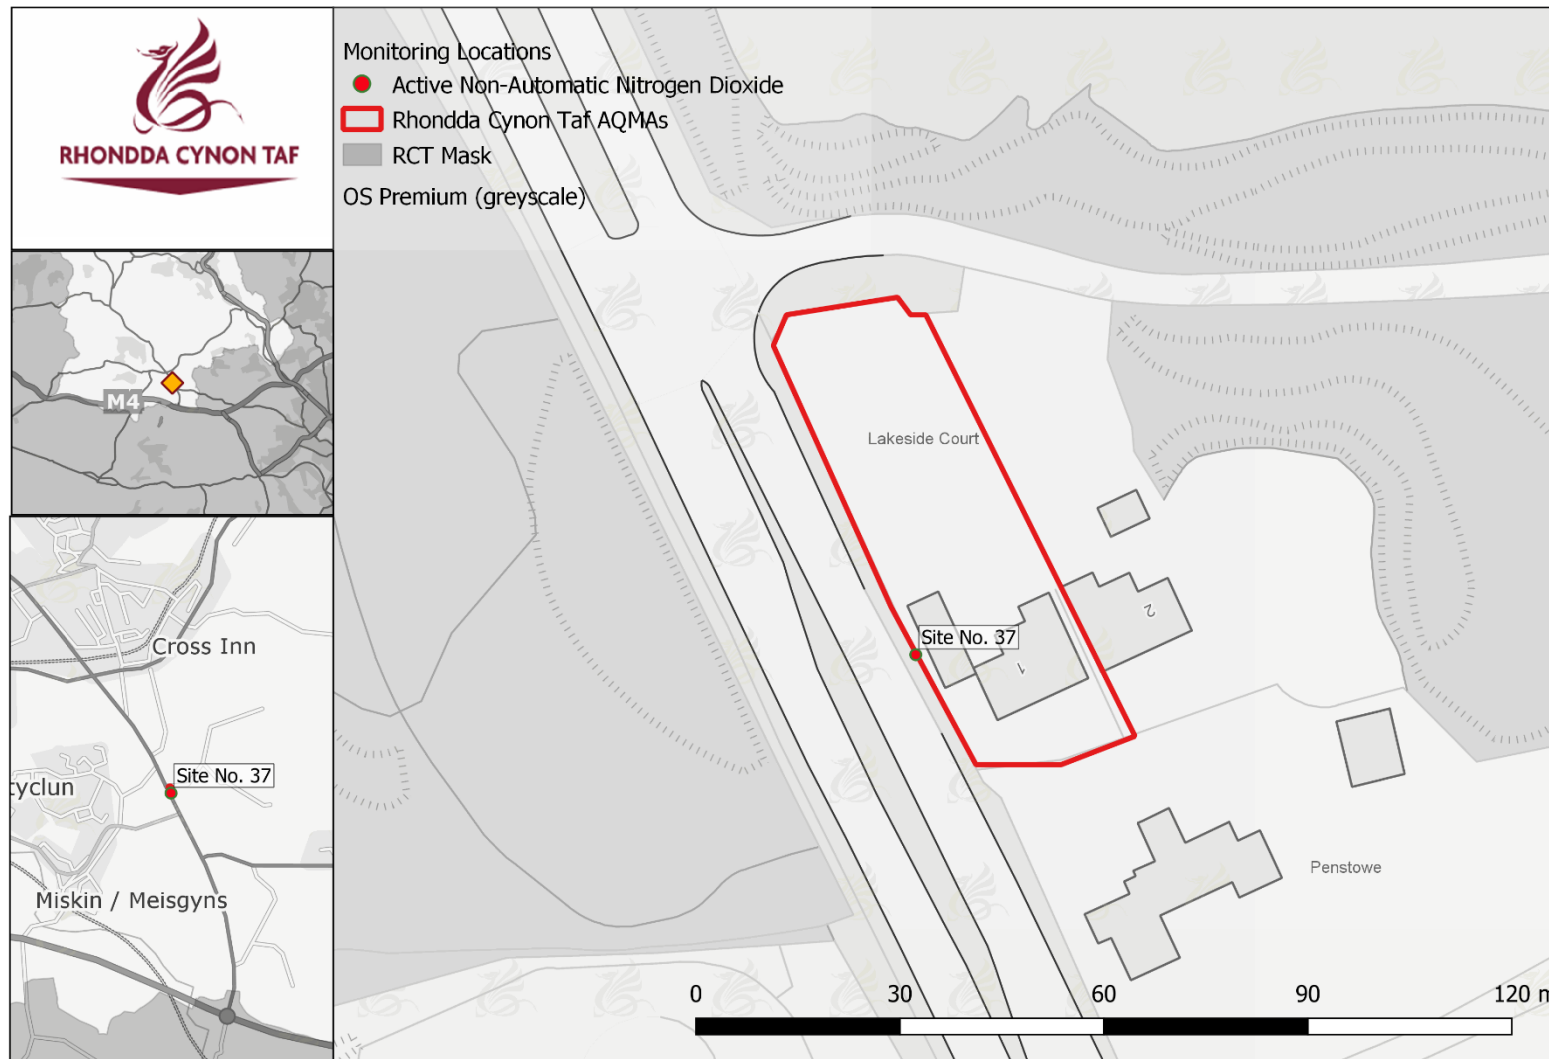 RHONDDA CYNON TAF
Monitoring Locations
Active Non-Automatic Nitrogen Dioxide
Rhondda Cynon Taf AQMAs
RCT Mask
OS Premium (greyscale)
M4
Cross Inn
Site No. 37
cyclun
Miskin / Meisgyns
Lakeside Court
Site No. 37
1
2
Penstowe
0 30 60 90 120 m